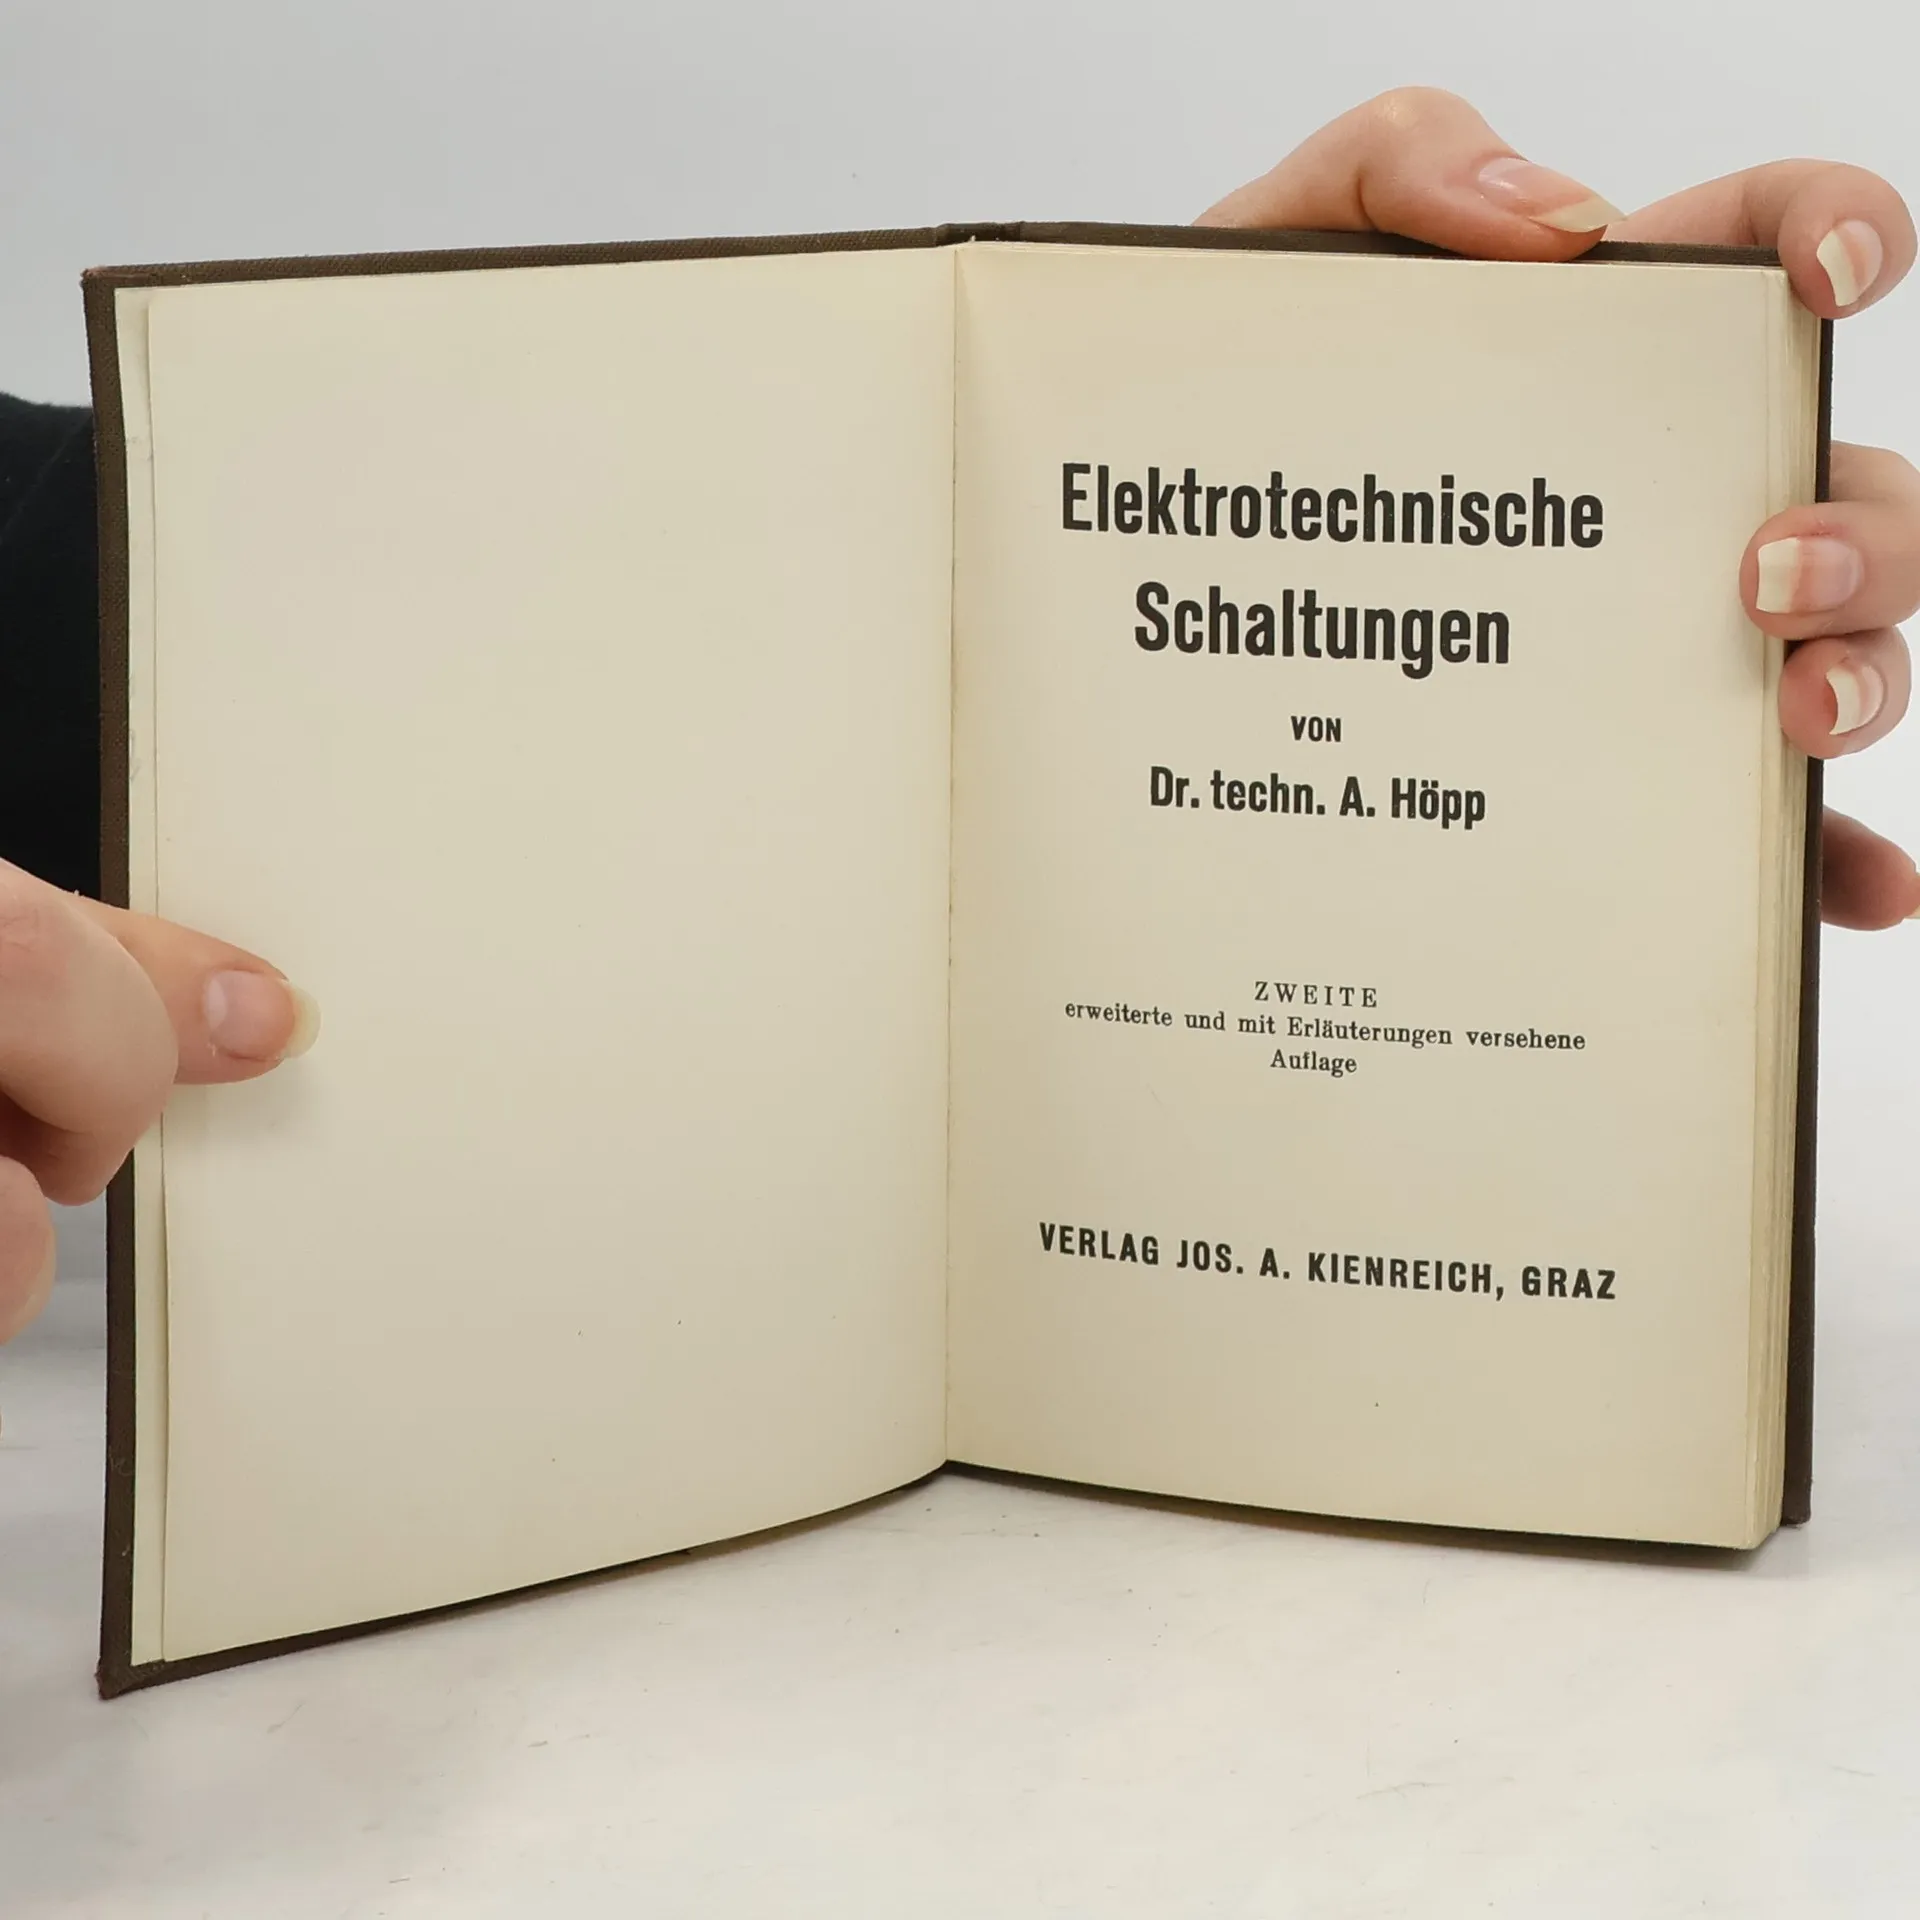 Elektrotechnische
Schaltungen
VON
Dr. techn. A. Höpp
ZWEITE
erweiterte und mit Erläuterungen versehene
Auflage
VERLAG JOS. A. KIENREICH, GRAZ